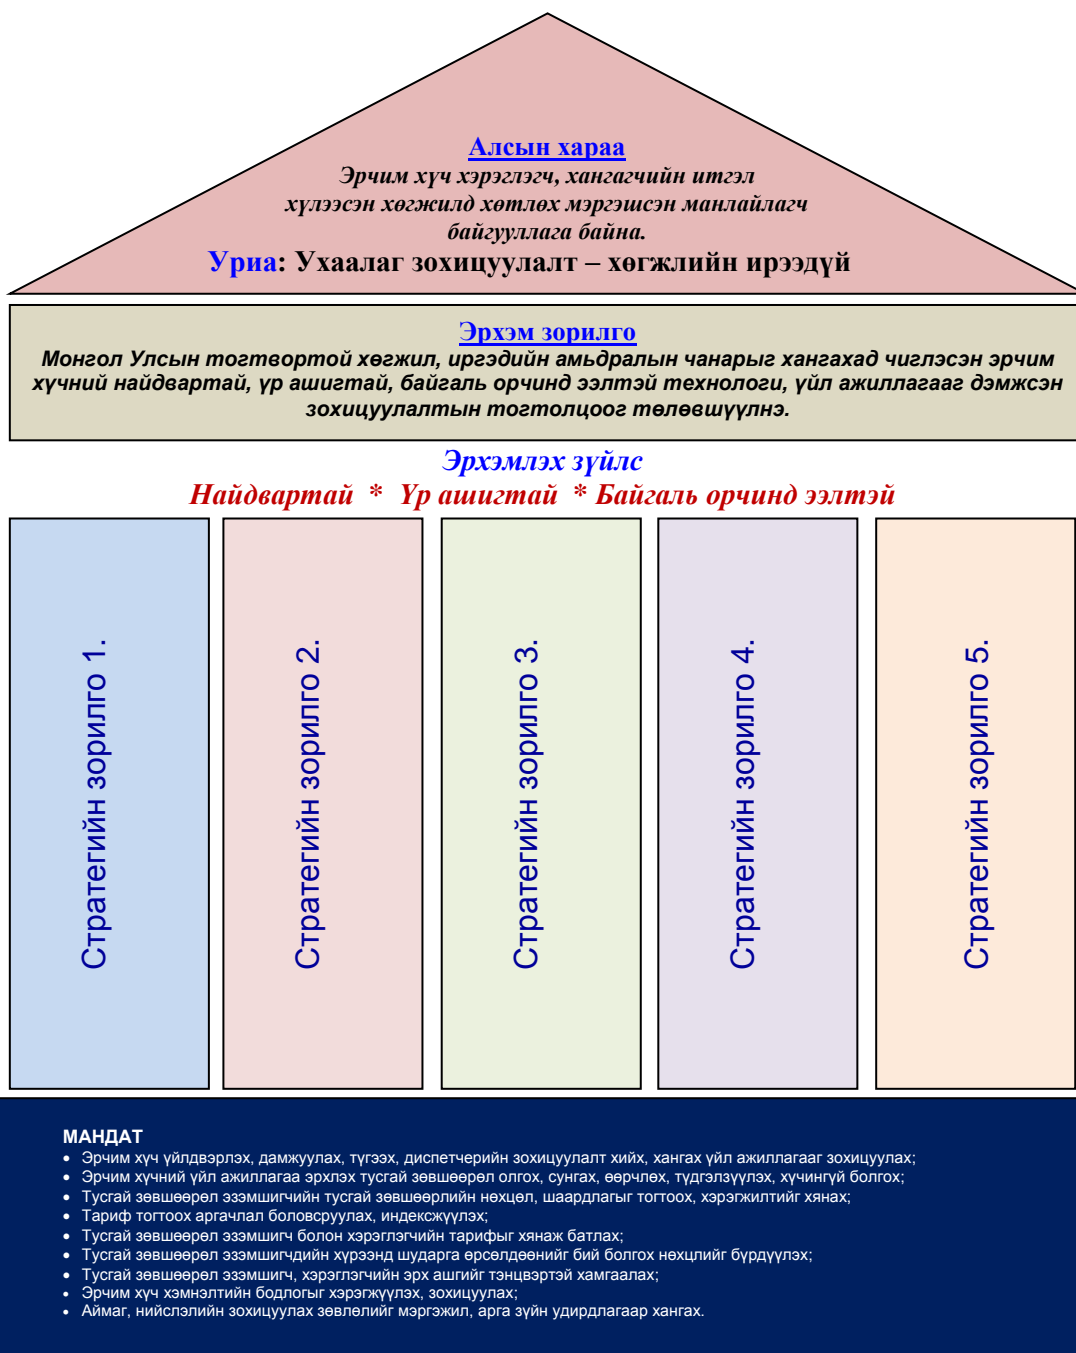 Алсын хараа
Эрчим хүч хэрэглэгч, хангагчийн итгэл
хүлээсэн хөгжилд хөтлөх мэргэшсэн манлайлагч
байгууллага байна.
Уриа: Ухаалаг зохицуулалт – хөгжлийн ирээдүй
Эрхэм зорилго
Монгол Улсын тогтвортой хөгжил, иргэдийн амьдралын чанарыг хангахад чиглэсэн эрчим
хүчний найдвартай, үр ашигтай, байгаль орчинд ээлтэй технологи, үйл ажиллагааг дэмжсэн
зохицуулалтын тогтолцоог төлөвшүүлнэ.
Эрхэмлэх зүйлс
Найдвартай * Үр ашигтай * Байгаль орчинд ээлтэй
Стратегийн зорилго 1.
Стратегийн зорилго 2.
Стратегийн зорилго 3.
Стратегийн зорилго 4.
Стратегийн зорилго 5.
МАНДАТ
• Эрчим хүч үйлдвэрлэх, дамжуулах, түгээх, диспетчерийн зохицуулалт хийх, хангах үйл ажиллагааг зохицуулах;
• Эрчим хүчний үйл ажиллагаа эрхлэх тусгай зөвшөөрөл олгох, сунгах, өөрчлөх, түдгэлзүүлэх, хүчингүй болгох;
• Тусгай зөвшөөрөл эзэмшигчийн тусгай зөвшөөрлийн нөхцөл, шаардлагыг тогтоох, хэрэгжилтийг хянах;
• Тариф тогтоох аргачлал боловсруулах, индексжүүлэх;
• Тусгай зөвшөөрөл эзэмшигч болон хэрэглэгчийн тарифыг хянаж батлах;
• Тусгай зөвшөөрөл эзэмшигчдийн хүрээнд шударга өрсөлдөөнийг бий болгох нөхцлийг бүрдүүлэх;
• Тусгай зөвшөөрөл эзэмшигч, хэрэглэгчийн эрх ашгийг тэнцвэртэй хамгаалах;
• Эрчим хүч хэмнэлтийн бодлогыг хэрэгжүүлэх, зохицуулах;
• Аймаг, нийслэлийн зохицуулах зөвлөлийг мэргэжил, арга зүйн удирдлагаар хангах.